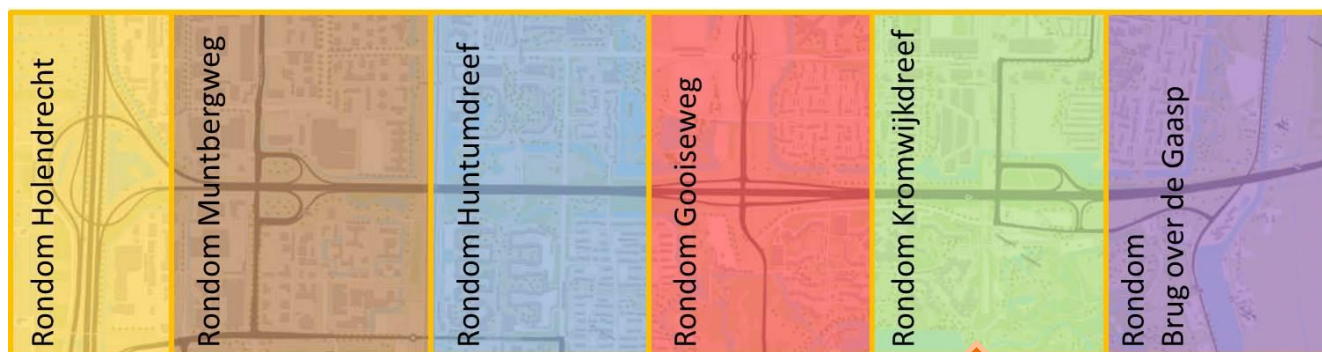 Rondom Holendrecht
Rondom Muntbergweg
Rondom Huntumdreef
Rondom Gooiseweg
Rondom Kromwijkdreef
Rondom
Brug over de Gaasp